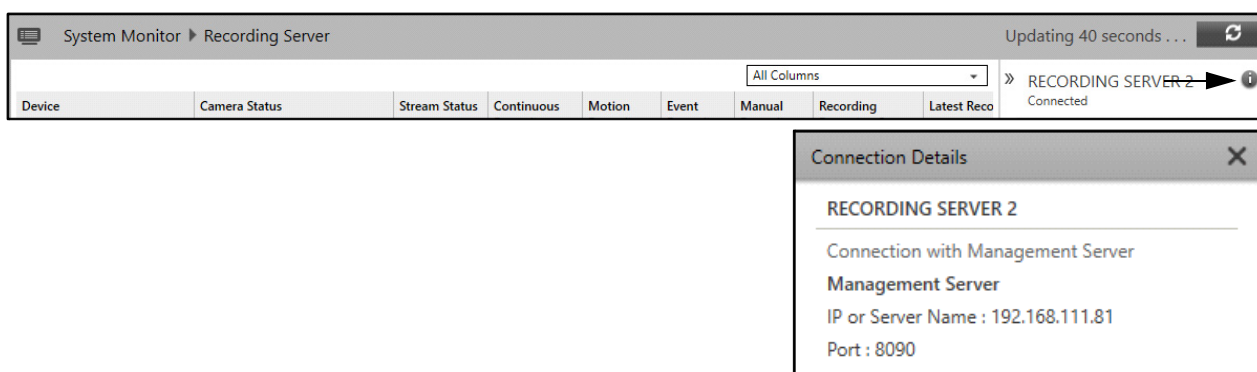 System Monitor Recording Server
Updating 40 seconds . . .
All Columns
RECORDING SERVER 2
Connected
Device Camera Status Stream Status Continuous Motion Event Manual Recording Latest Reco
Connection Details
RECORDING SERVER 2
Connection with Management Server
Management Server
IP or Server Name : 192.168.111.81
Port : 8090